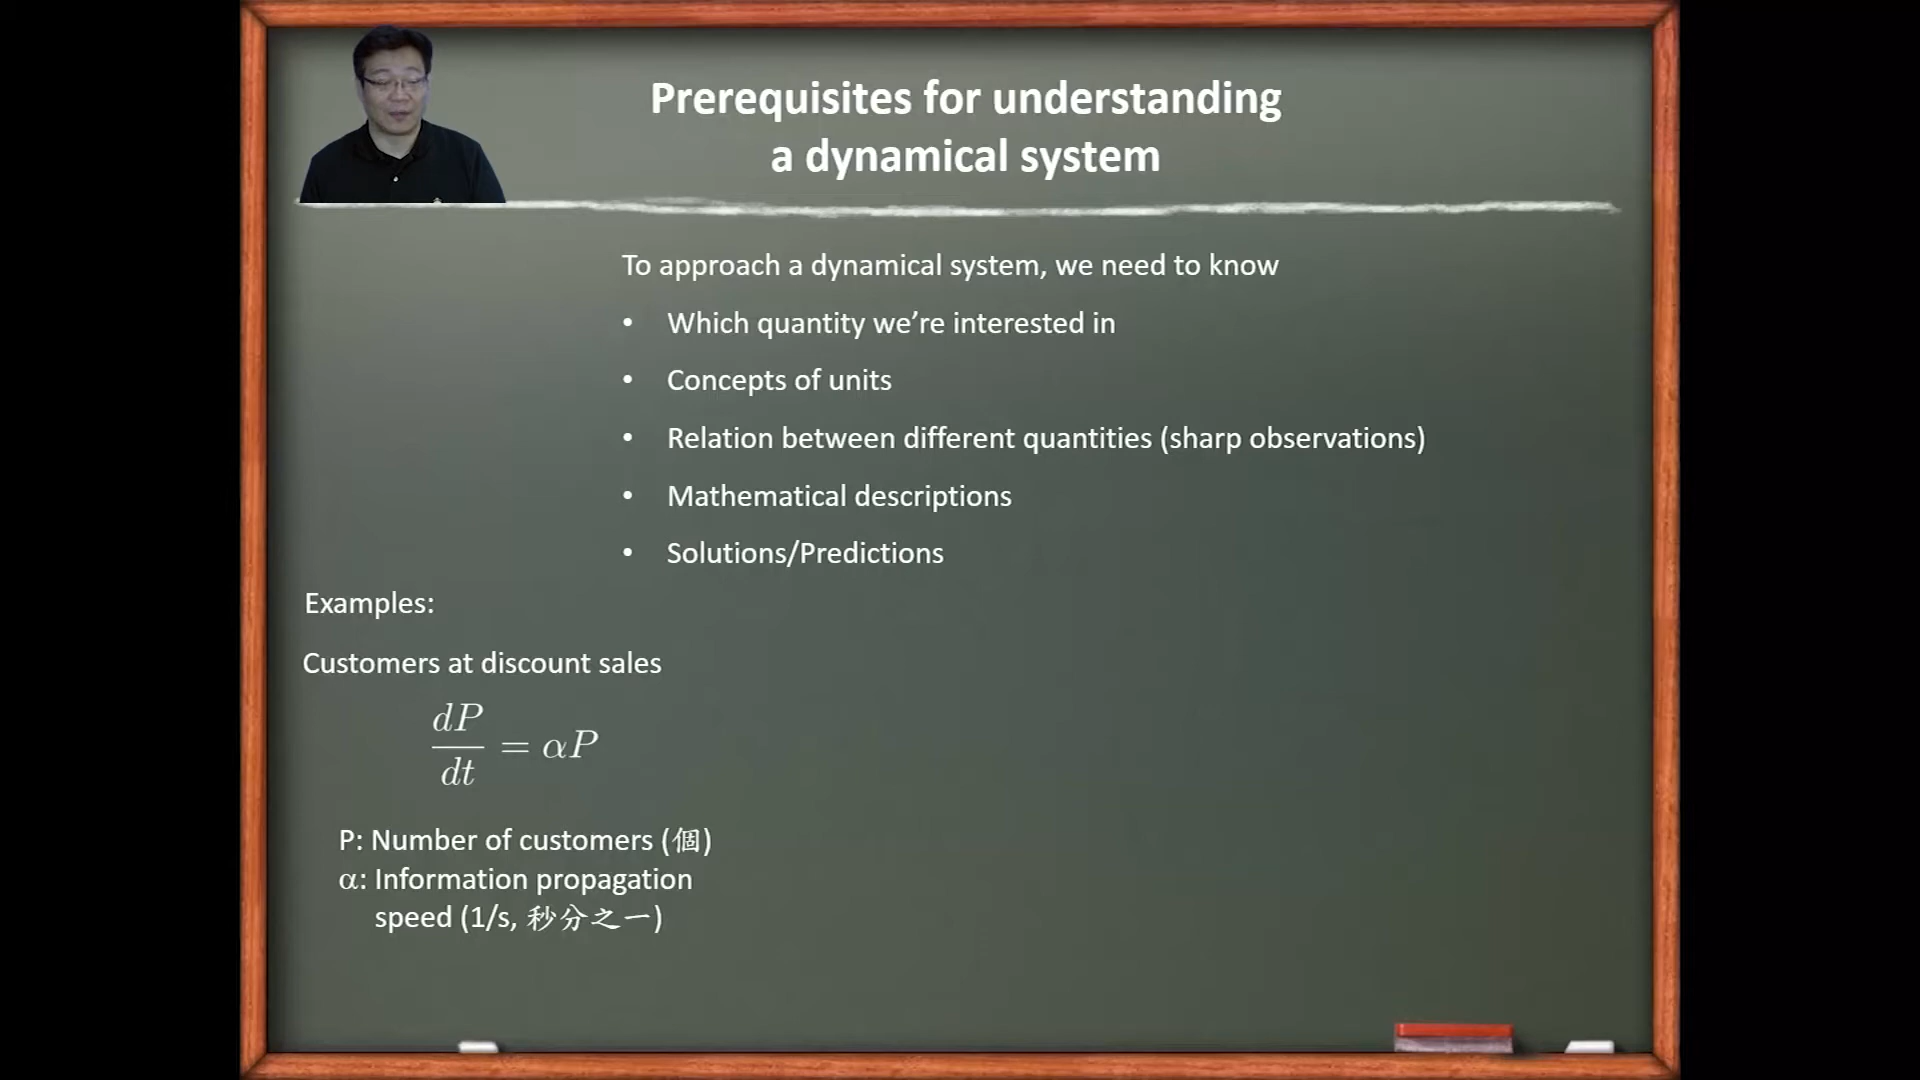 Prerequisites for understanding
a dynamical system
To approach a dynamical system, we need to know
• Which quantity we’re interested in
• Concepts of units
• Relation between different quantities (sharp observations)
• Mathematical descriptions
• Solutions/Predictions
Examples:
Customers at discount sales
dP/dt = αP
P: Number of customers (個)
α: Information propagation
speed (1/s, 秒分之一)